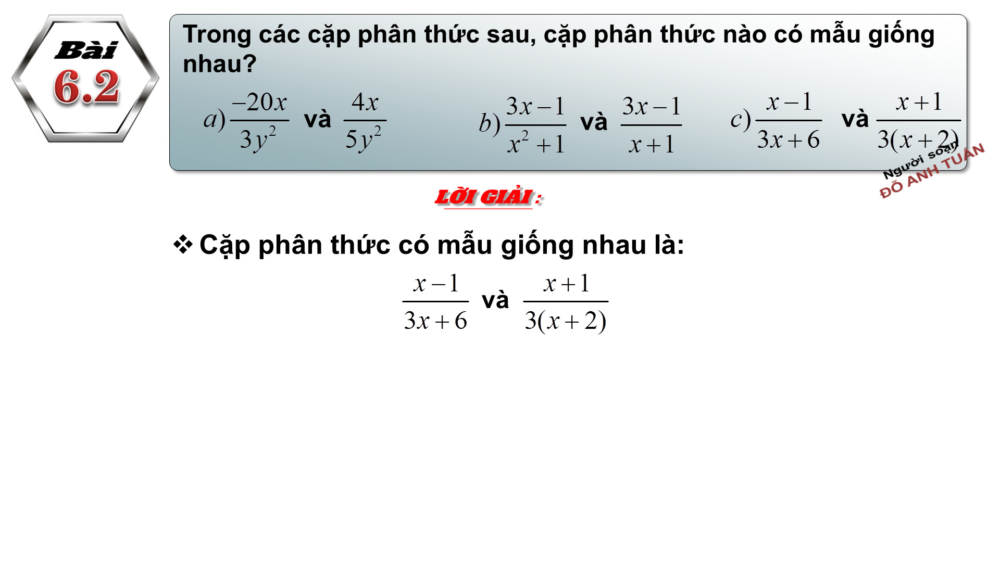 Bài
6.2
Trong các cặp phân thức sau, cặp phân thức nào có mẫu giống
nhau?
a) \frac{-20x}{3y^2} và \frac{4x}{5y^2} b) \frac{3x-1}{x^2+1} và \frac{3x-1}{x+1} c) \frac{x-1}{3x+6} và \frac{x+1}{3(x+2)}
Người soạn
ĐỖ ANH TUẤN
LỜI GIẢI :
❖ Cặp phân thức có mẫu giống nhau là:
\frac{x-1}{3x+6} và \frac{x+1}{3(x+2)}